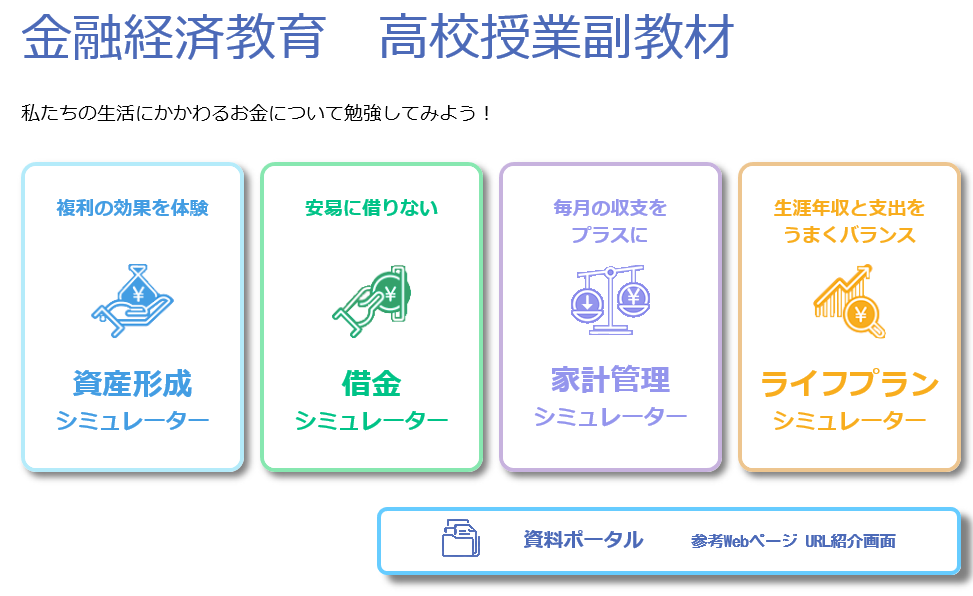 金融経済教育　高校授業副教材
私たちの生活にかかわるお金について勉強してみよう！
複利の効果を体験
¥
資産形成
シミュレーター
安易に借りない
¥
借金
シミュレーター
毎月の収支を
プラスに
¥
家計管理
シミュレーター
生涯年収と支出を
うまくバランス
¥
ライフプラン
シミュレーター
資料ポータル　参考Webページ URL紹介画面